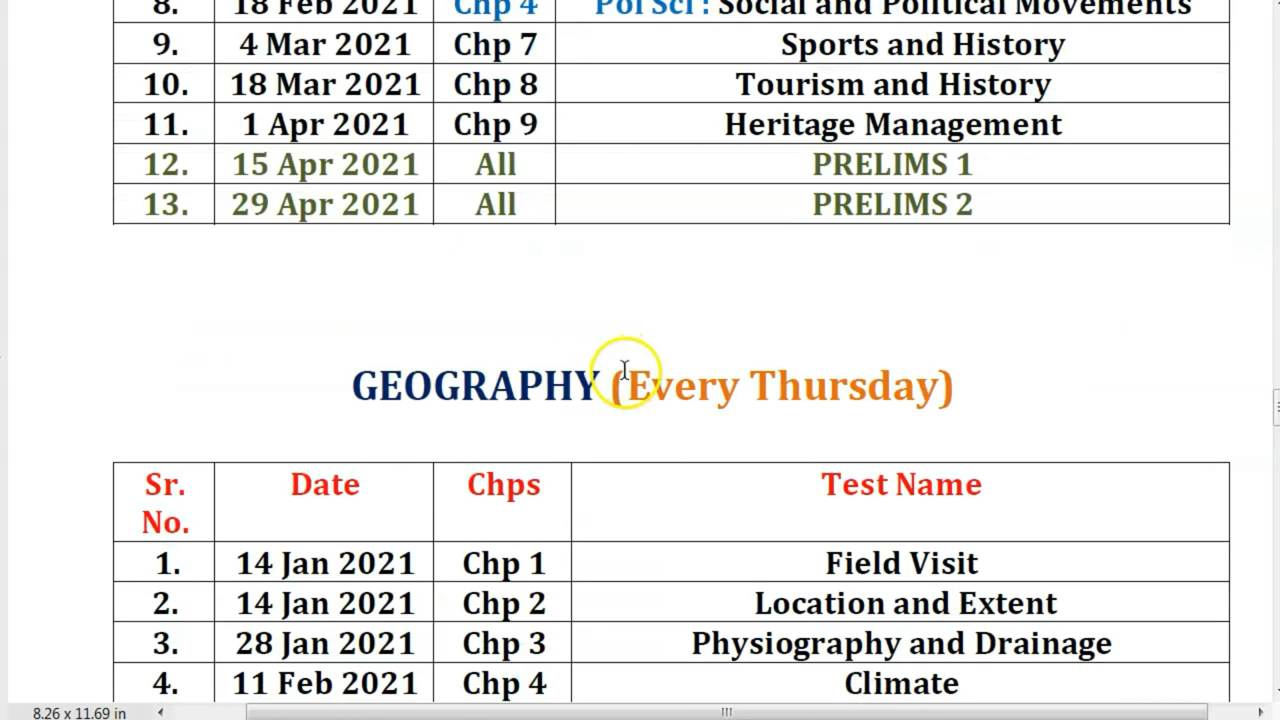 8. 18 Feb 2021 Chp 4 Pol Sci : Social and Political Movements
9. 4 Mar 2021 Chp 7 Sports and History
10. 18 Mar 2021 Chp 8 Tourism and History
11. 1 Apr 2021 Chp 9 Heritage Management
12. 15 Apr 2021 All PRELIMS 1
13. 29 Apr 2021 All PRELIMS 2
GEOGRAPHY (Every Thursday)
Sr. Date Chps Test Name
No.
1. 14 Jan 2021 Chp 1 Field Visit
2. 14 Jan 2021 Chp 2 Location and Extent
3. 28 Jan 2021 Chp 3 Physiography and Drainage
4. 11 Feb 2021 Chp 4 Climate
8.26 x 11.69 in